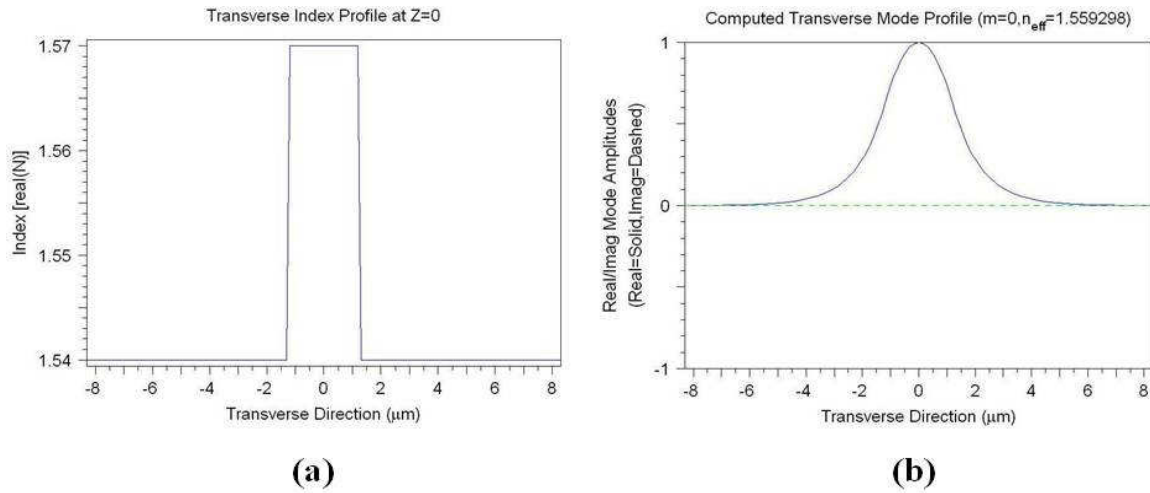 Transverse Index Profile at Z=0
Index [real(N)]
1.57
1.56
1.55
1.54
-8 -6 -4 -2 0 2 4 6 8
Transverse Direction (μm)
(a)
Computed Transverse Mode Profile (m=0,neff=1.559298)
Real/Imag Mode Amplitudes
(Real=Solid,Imag=Dashed)
1
0
-1
-8 -6 -4 -2 0 2 4 6 8
Transverse Direction (μm)
(b)